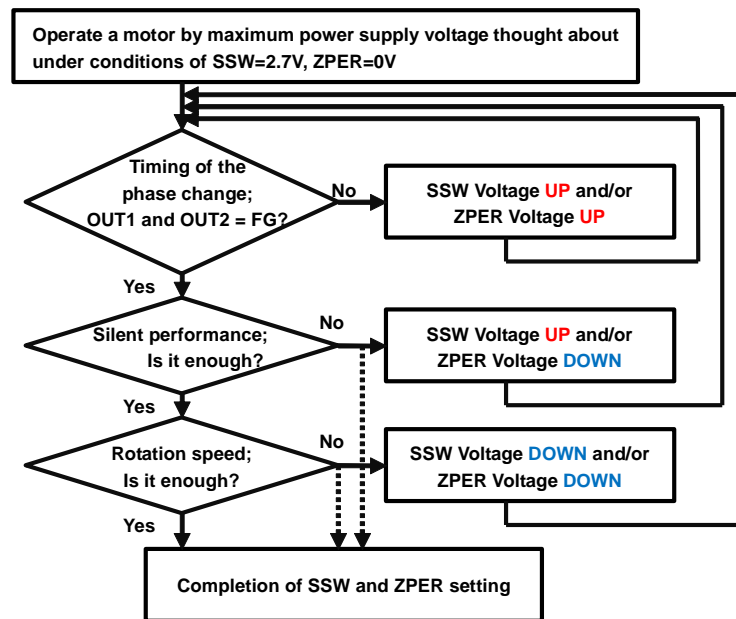 Operate a motor by maximum power supply voltage thought about
under conditions of SSW=2.7V, ZPER=0V
Timing of the
phase change;
OUT1 and OUT2 = FG?
No
SSW Voltage UP and/or
ZPER Voltage UP
Yes
Silent performance;
Is it enough?
No
SSW Voltage UP and/or
ZPER Voltage DOWN
Yes
Rotation speed;
Is it enough?
No
SSW Voltage DOWN and/or
ZPER Voltage DOWN
Yes
Completion of SSW and ZPER setting